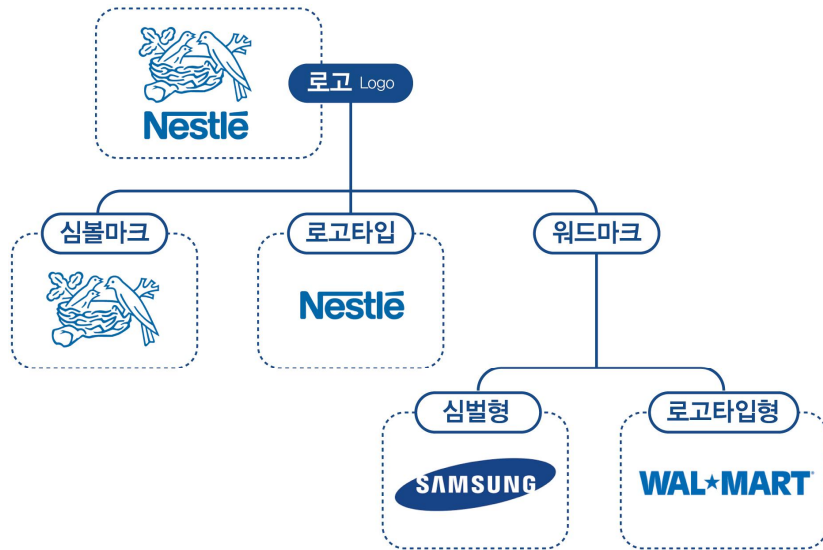 Nestlé
로고 Logo
심볼마크
로고타입
워드마크
Nestlé
심벌형
로고타입형
SAMSUNG
WAL★MART